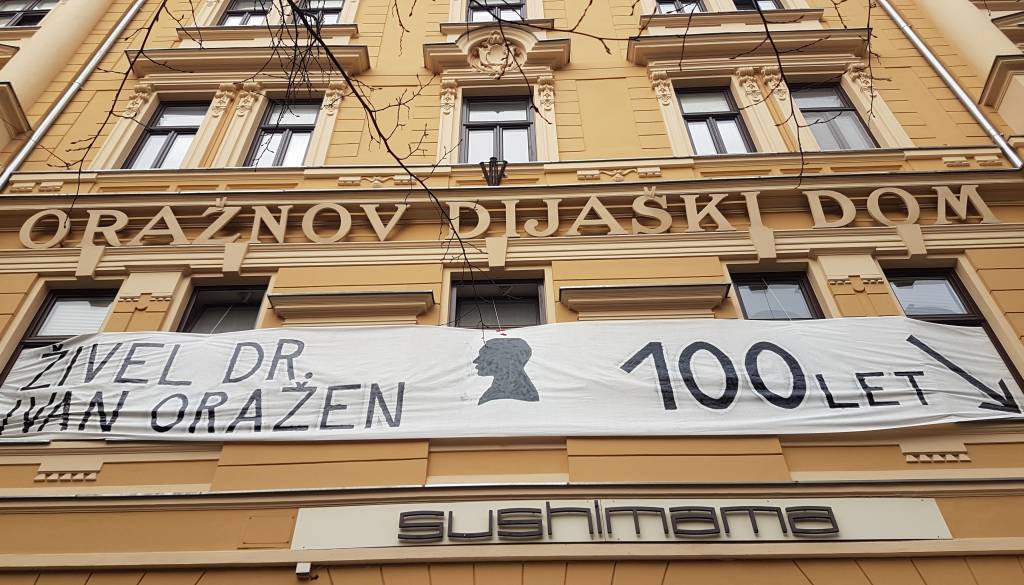 ORAŽNOV DIJAŠKI DOM
ŽIVEL DR.
IVAN ORAŽEN
100 LET
sushimama